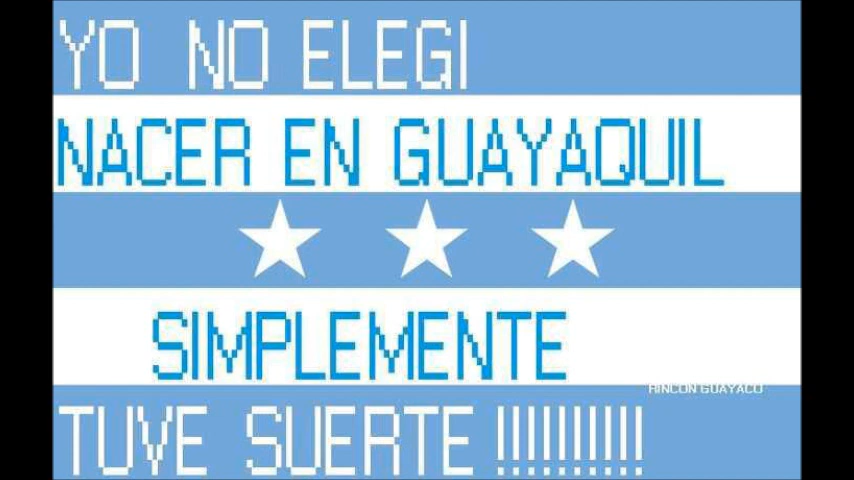 YO NO ELEGI
NACER EN GUAYAQUIL
SIMPLEMENTE
RINCON GUAYACO
TUVE SUERTE !!!!!!!!!!